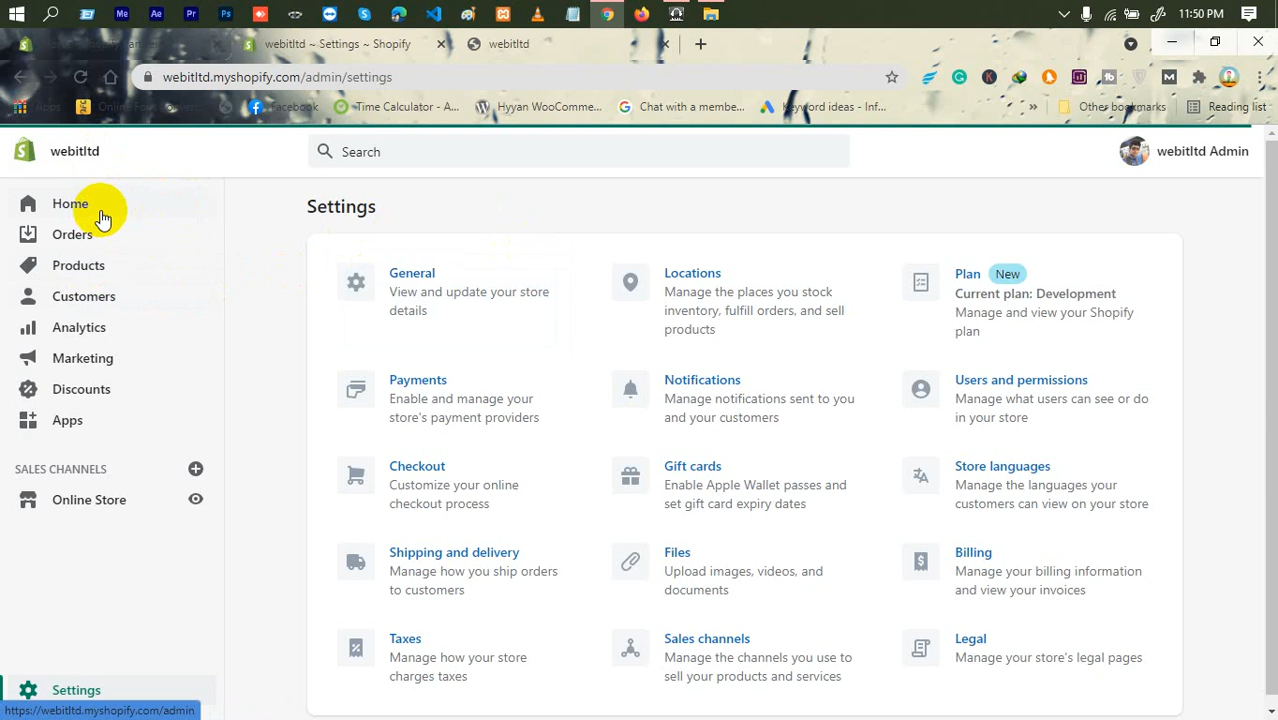 Me Ae Pr Ps
11:50 PM
webitltd ~ Settings ~ Shopify
webitltd
webitltd.myshopify.com/admin/settings
Apps
Facebook
Time Calculator - A...
Hyyan WooComme...
Chat with a membe...
Keyword ideas - Inf...
Other bookmarks
Reading list
webitltd
Search
webitltd Admin
Home
Orders
Products
Customers
Analytics
Marketing
Discounts
Apps
SALES CHANNELS
Online Store
Settings
https://webitltd.myshopify.com/admin
Settings
General
View and update your store
details
Locations
Manage the places you stock
inventory, fulfill orders, and sell
products
Plan New
Current plan: Development
Manage and view your Shopify
plan
Payments
Enable and manage your
store's payment providers
Notifications
Manage notifications sent to you
and your customers
Users and permissions
Manage what users can see or do
in your store
Checkout
Customize your online
checkout process
Gift cards
Enable Apple Wallet passes and
set gift card expiry dates
Store languages
Manage the languages your
customers can view on your store
Shipping and delivery
Manage how you ship orders
to customers
Files
Upload images, videos, and
documents
Billing
Manage your billing information
and view your invoices
Taxes
Manage how your store
charges taxes
Sales channels
Manage the channels you use to
sell your products and services
Legal
Manage your store's legal pages